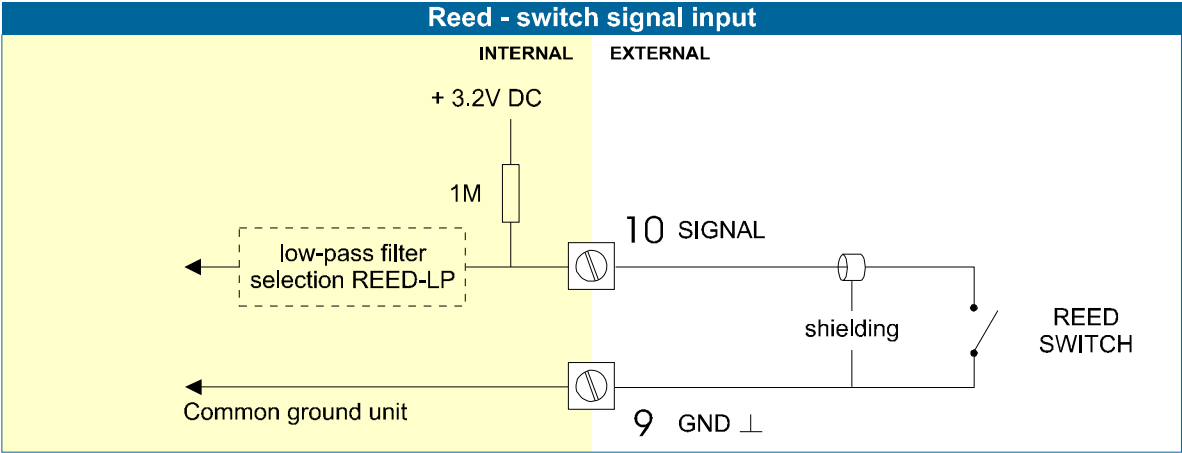 Reed - switch signal input
INTERNAL
EXTERNAL
+ 3.2V DC
1M
10 SIGNAL
low-pass filter
selection REED-LP
shielding
REED
SWITCH
Common ground unit
9 GND ⊥